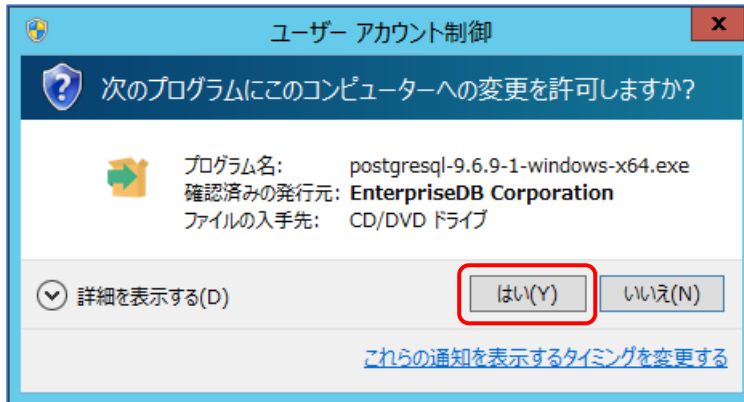 ユーザー アカウント制御
x
次のプログラムにこのコンピューターへの変更を許可しますか?
プログラム名: postgresql-9.6.9-1-windows-x64.exe
確認済みの発行元: EnterpriseDB Corporation
ファイルの入手先: CD/DVD ドライブ
詳細を表示する(D) はい(Y) いいえ(N)
これらの通知を表示するタイミングを変更する